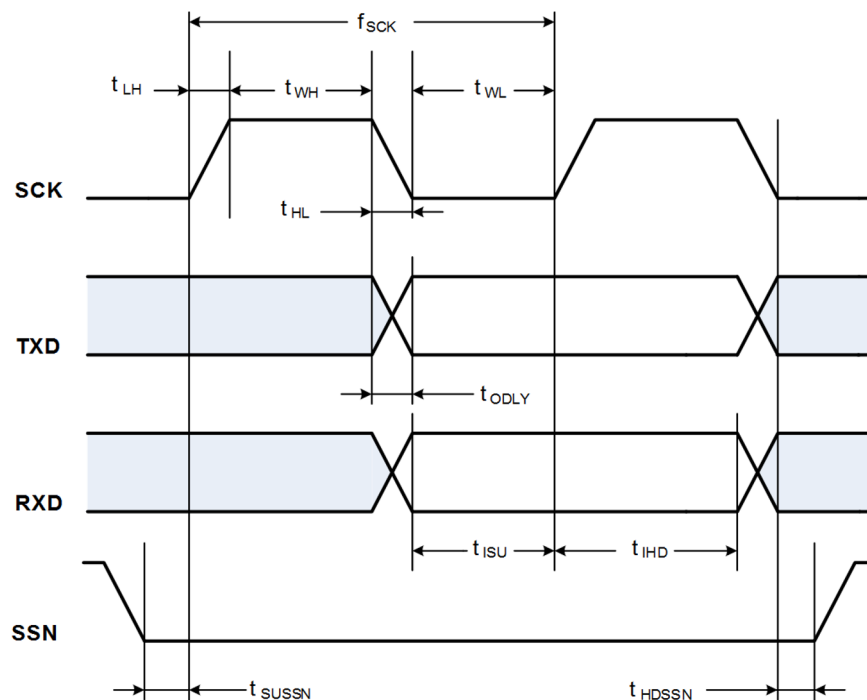 fSCK
tLH
tWH
tWL
SCK
tHL
TXD
tODLY
RXD
tISU
tIHD
SSN
tSUSSN
tHDSSN